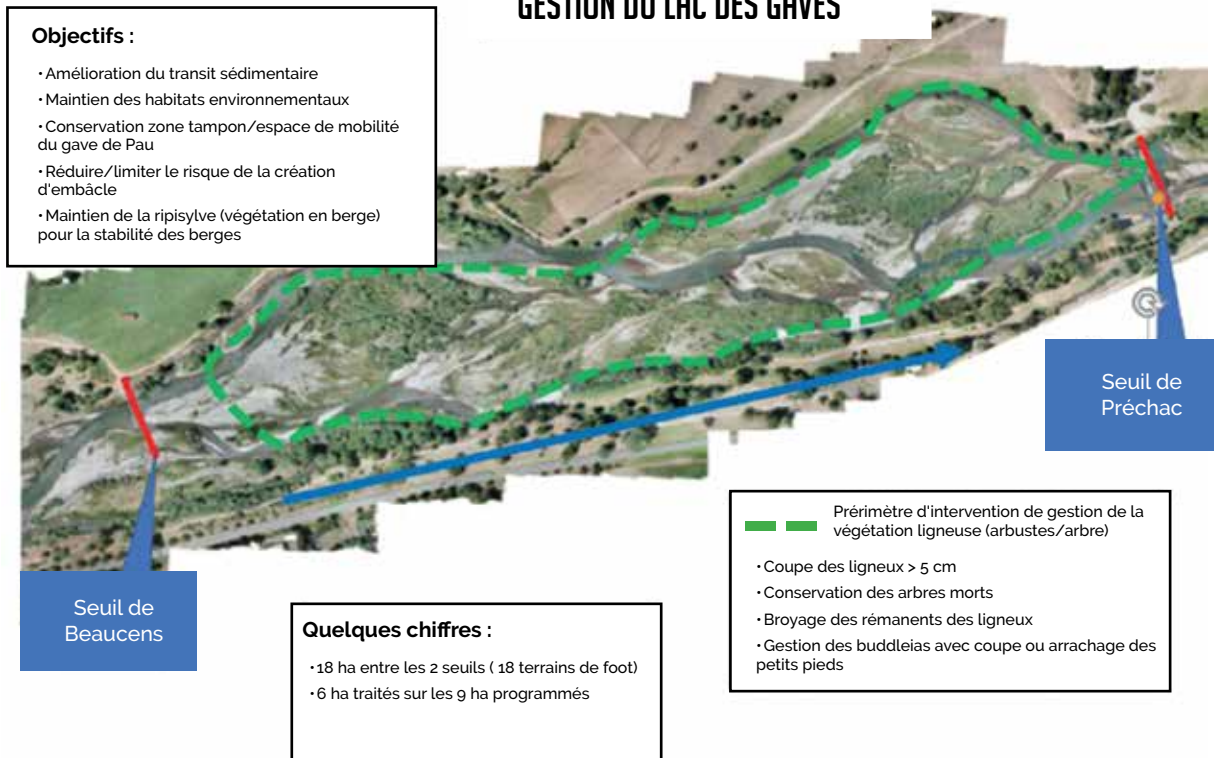 GESTION DU LAC DES GAVES
Objectifs :
• Amélioration du transit sédimentaire
• Maintien des habitats environnementaux
• Conservation zone tampon/espace de mobilité
du gave de Pau
• Réduire/limiter le risque de la création
d'embâcle
• Maintien de la ripisylve (végétation en berge)
pour la stabilité des berges
Seuil de
Préchac
Seuil de
Beaucens
Quelques chiffres :
• 18 ha entre les 2 seuils ( 18 terrains de foot)
• 6 ha traités sur les 9 ha programmés
Prérimètre d'intervention de gestion de la
végétation ligneuse (arbustes/arbre)
• Coupe des ligneux > 5 cm
• Conservation des arbres morts
• Broyage des rémanents des ligneux
• Gestion des buddleias avec coupe ou arrachage des
petits pieds